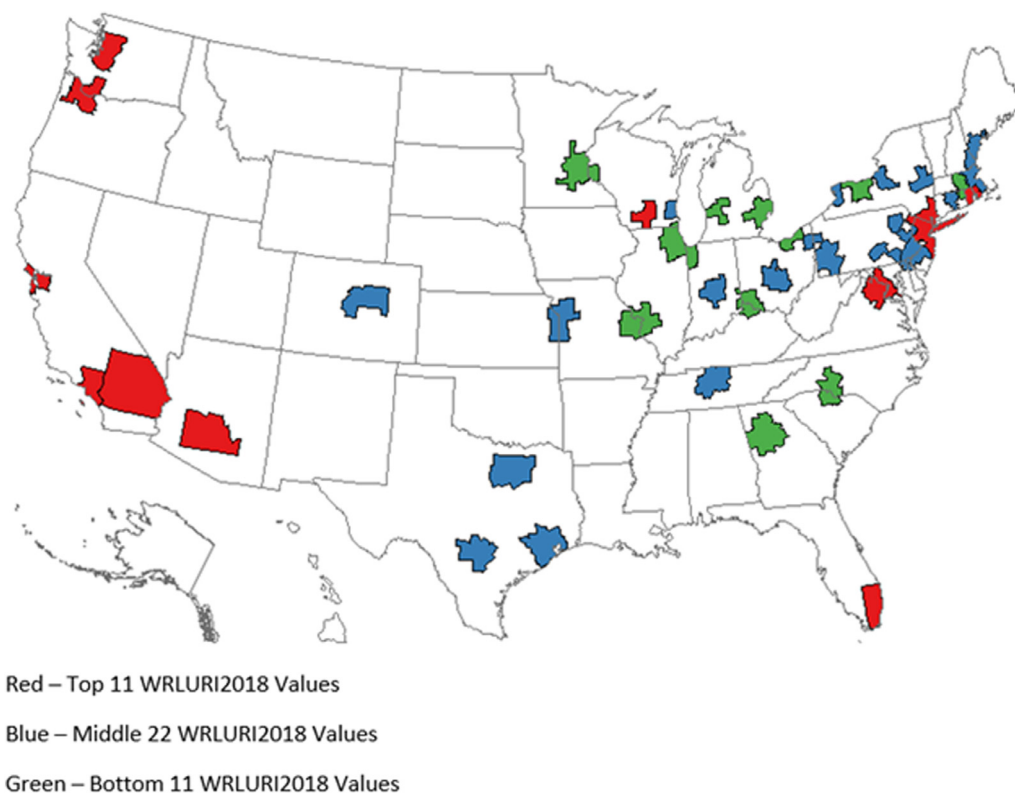 Red – Top 11 WRLURI2018 Values
Blue – Middle 22 WRLURI2018 Values
Green – Bottom 11 WRLURI2018 Values